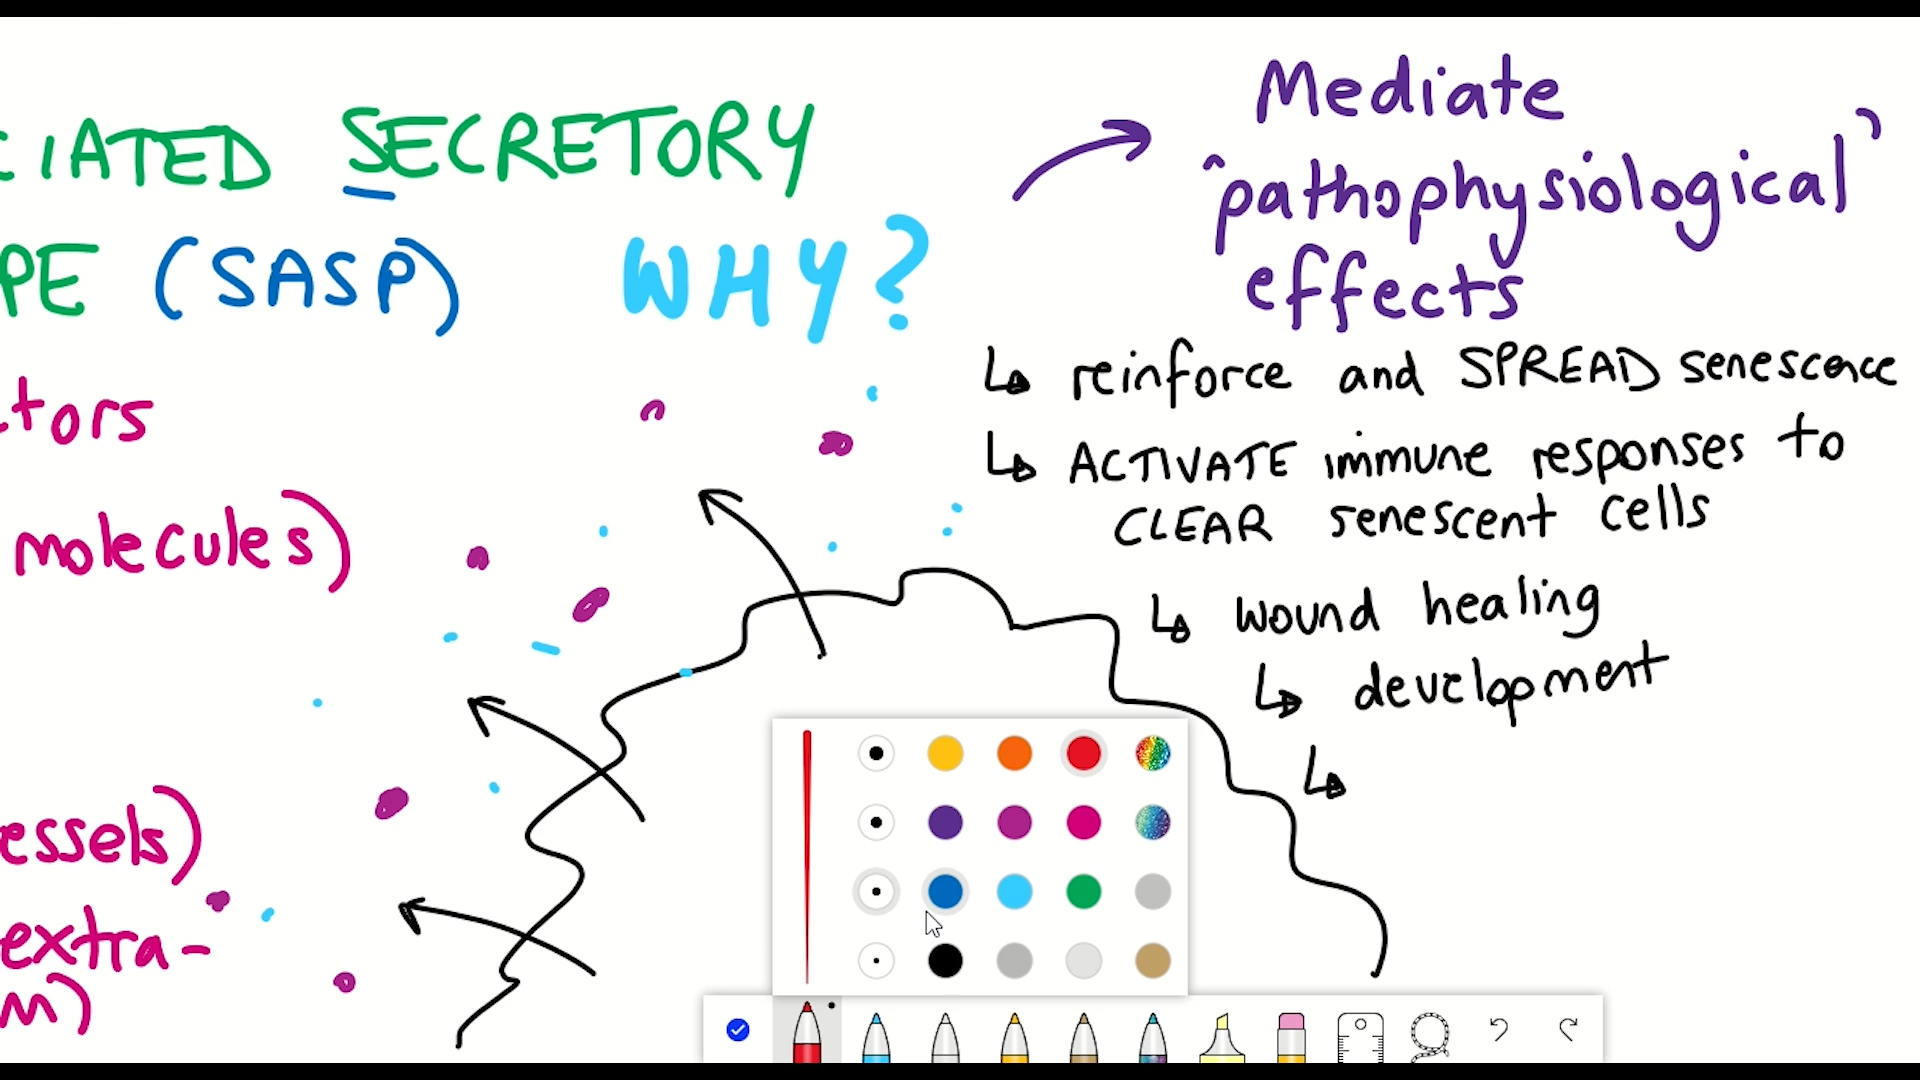 CIATED SECRETORY
PE (SASP) WHY?
tors
molecules)
essels)
extra-
M)
Mediate
"pathophysiological"
effects
↳ reinforce and SPREAD senescence
↳ ACTIVATE immune responses to
CLEAR senescent cells
↳ wound healing
↳ development
↳